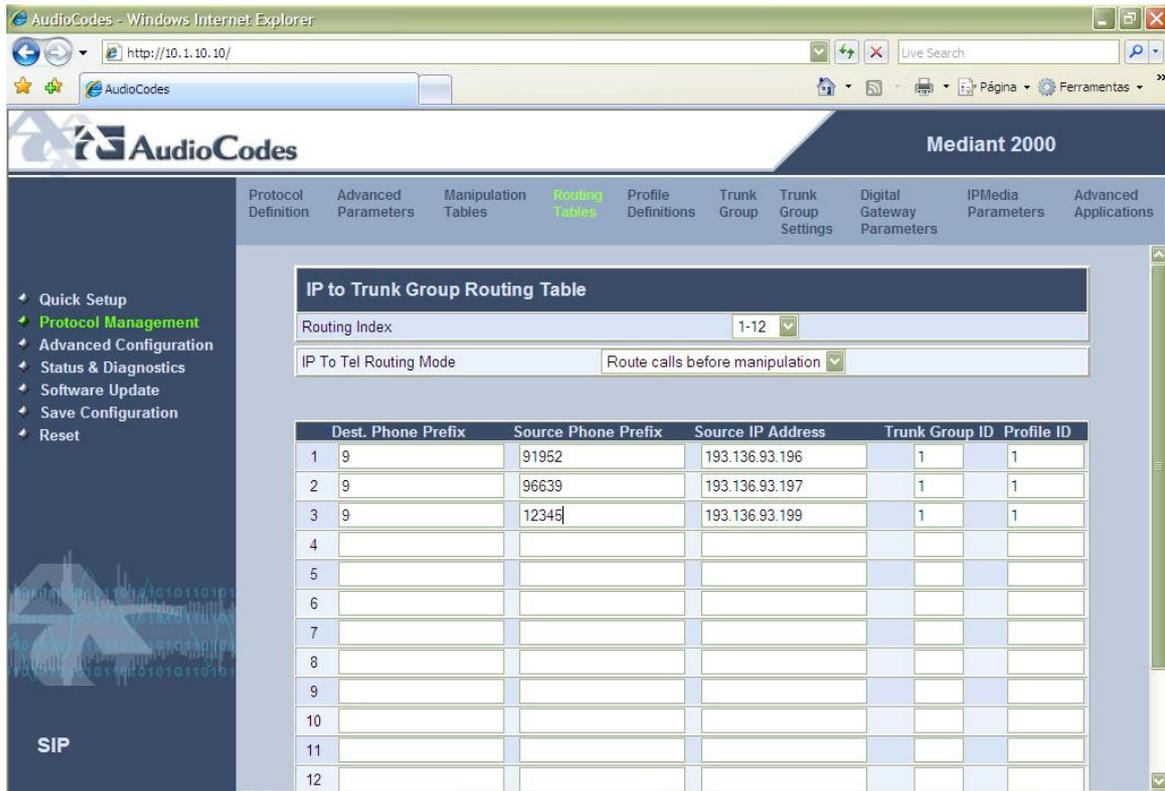 AudioCodes - Windows Internet Explorer
http://10.1.10.10/
Live Search
AudioCodes
Página
Ferramentas
AudioCodes
Mediant 2000
Protocol Definition
Advanced Parameters
Manipulation Tables
Routing Tables
Profile Definitions
Trunk Group
Trunk Group Settings
Digital Gateway Parameters
IPMedia Parameters
Advanced Applications
Quick Setup
Protocol Management
Advanced Configuration
Status & Diagnostics
Software Update
Save Configuration
Reset
SIP
IP to Trunk Group Routing Table
Routing Index 1-12
IP To Tel Routing Mode Route calls before manipulation
Dest. Phone Prefix Source Phone Prefix Source IP Address Trunk Group ID Profile ID
1 9 91952 193.136.93.196 1 1
2 9 96639 193.136.93.197 1 1
3 9 12345 193.136.93.199 1 1
4
5
6
7
8
9
10
11
12